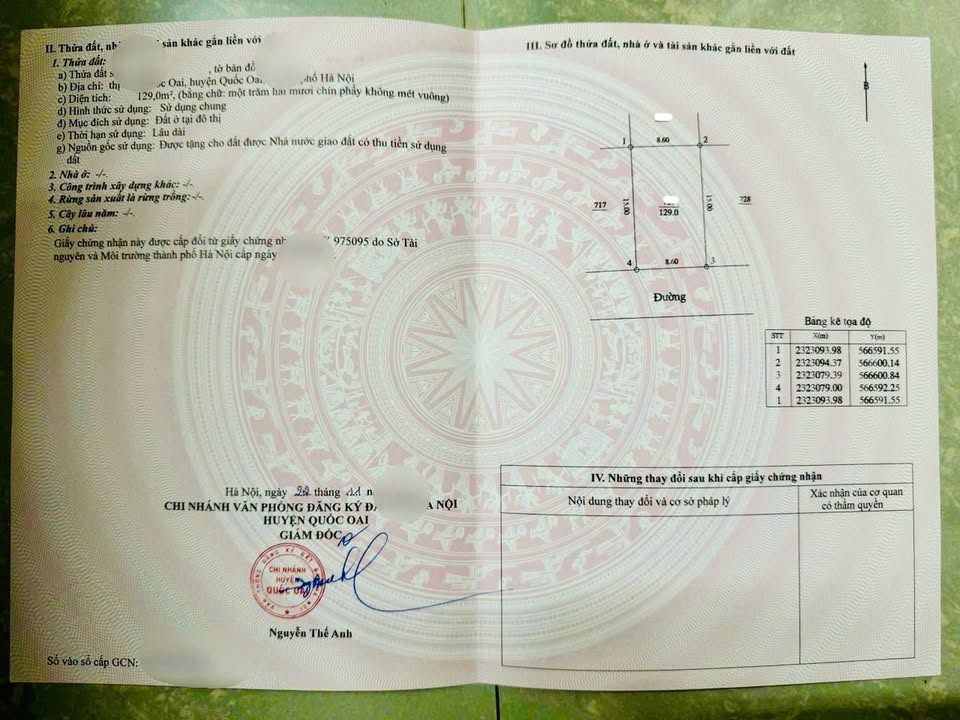 II. Thửa đất, nh sản khác gắn liền với
1. Thửa đất:
a) Thửa đất s , tờ bản đồ
b) Địa chỉ: thị ốc Oai, huyện Quốc Oai phố Hà Nội
c) Diện tích: 129,0m², (bằng chữ: một trăm hai mươi chín phẩy không mét vuông)
d) Hình thức sử dụng: Sử dụng chung
đ) Mục đích sử dụng: Đất ở tại đô thị
e) Thời hạn sử dụng: Lâu dài
g) Nguồn gốc sử dụng: Được tặng cho đất được Nhà nước giao đất có thu tiền sử dụng
đất
2. Nhà ở: -/-
3. Công trình xây dựng khác: -/-
4. Rừng sản xuất là rừng trồng: -/-
5. Cây lâu năm: -/-
6. Ghi chú:
Giấy chứng nhận này được cấp đổi từ giấy chứng nh 975095 do Sở Tài
nguyên và Môi trường thành phố Hà Nội cấp ngày
Hà Nội, ngày 22 tháng 11 n
CHI NHÁNH VĂN PHÒNG ĐĂNG KÝ ĐẤ À NỘI
HUYỆN QUỐC OAI
GIÁM ĐỐC
CHI NHÁNH
HUYỆN
QUỐC OAI
Nguyễn Thế Anh
Số vào sổ cấp GCN:
III. Sơ đồ thửa đất, nhà ở và tài sản khác gắn liền với đất
B
1 8.60 2
717 15.00 129.0 15.00 728
4 8.60 3
Đường
Bảng kê tọa độ
STT X(m) Y(m)
1 2323093.98 566591.55
2 2323094.37 566600.14
3 2323079.39 566600.84
4 2323079.00 566592.25
1 2323093.98 566591.55
IV. Những thay đổi sau khi cấp giấy chứng nhận
Nội dung thay đổi và cơ sở pháp lý
Xác nhận của cơ quan
có thẩm quyền